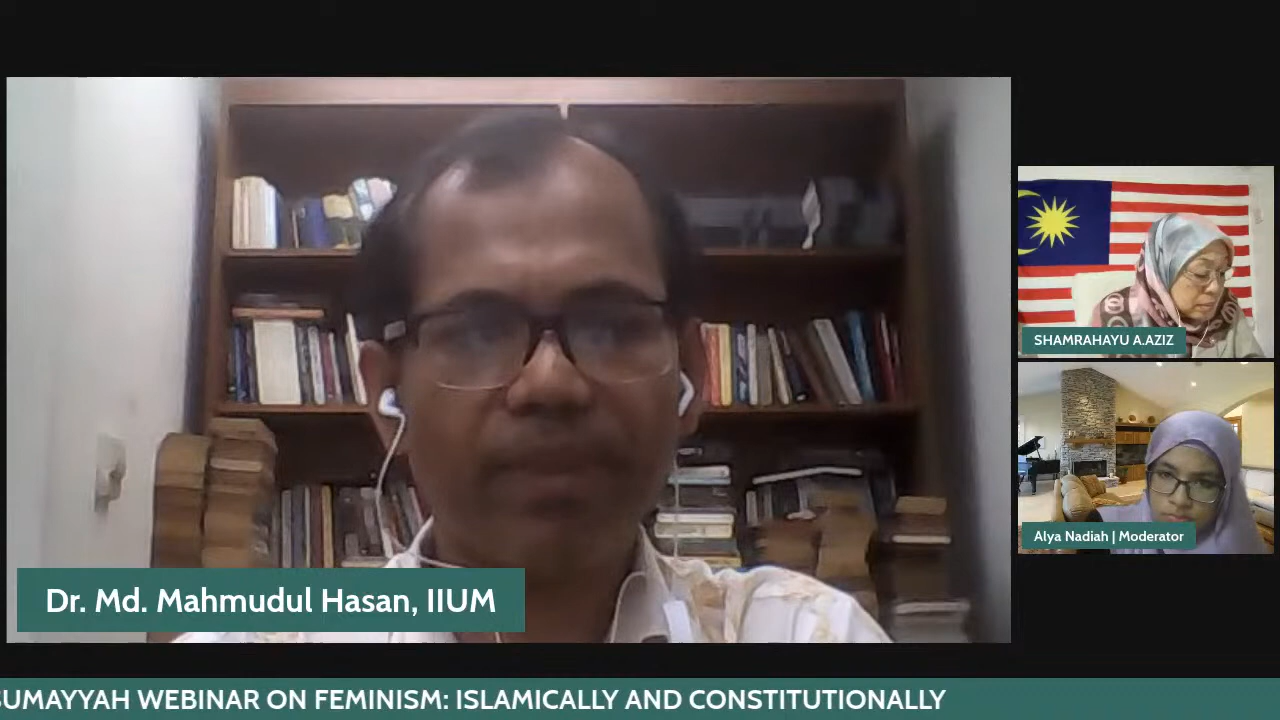 SHAMRAHAYU A.AZIZ
Alya Nadiah | Moderator
Dr. Md. Mahmudul Hasan, IIUM
SUMAYYAH WEBINAR ON FEMINISM: ISLAMICALLY AND CONSTITUTIONALLY